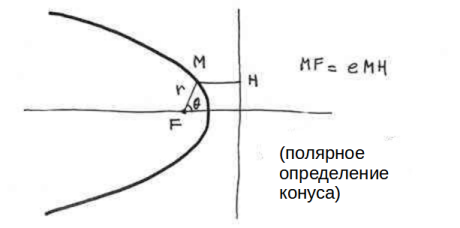 M
H
MF = eMH
r
θ
F
(полярное
определение
конуса)